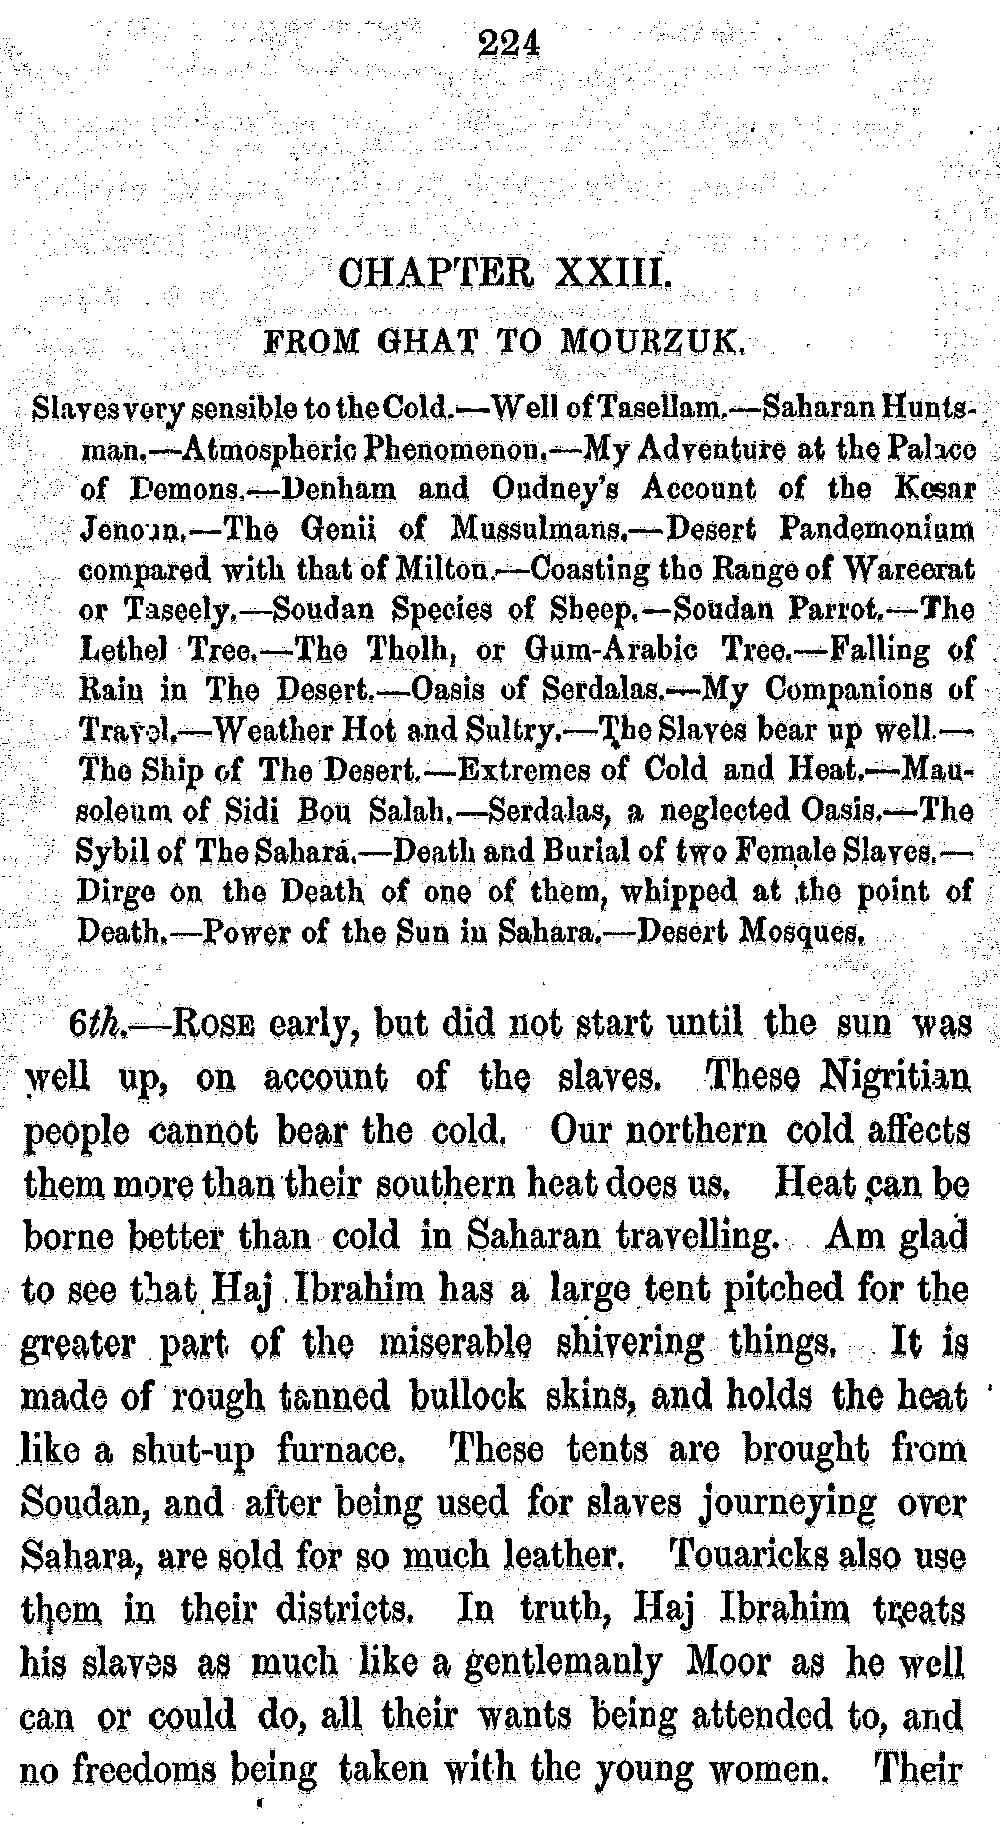 224
CHAPTER XXIII.
FROM GHAT TO MOURZUK.
Slaves very sensible to the Cold.—Well of Tasellam.—Saharan Hunts-
man.—Atmospheric Phenomenon.—My Adventure at the Palace
of Demons.—Denham and Oudney's Account of the Kesar
Jenoun.—The Genii of Mussulmans.—Desert Pandemonium
compared with that of Milton.—Coasting the Range of Wareerat
or Taseely.—Soudan Species of Sheep.—Soudan Parrot.—The
Lethel Tree.—The Tholh, or Gum-Arabic Tree.—Falling of
Rain in The Desert.—Oasis of Serdalas.—My Companions of
Travel.—Weather Hot and Sultry.—The Slaves bear up well.—
The Ship of The Desert.—Extremes of Cold and Heat.—Mau-
soleum of Sidi Bou Salah.—Serdalas, a neglected Oasis.—The
Sybil of The Sahara.—Death and Burial of two Female Slaves.—
Dirge on the Death of one of them, whipped at the point of
Death.—Power of the Sun in Sahara.—Desert Mosques.
6th.—ROSE early, but did not start until the sun was
well up, on account of the slaves. These Nigritian
people cannot bear the cold. Our northern cold affects
them more than their southern heat does us. Heat can be
borne better than cold in Saharan travelling. Am glad
to see that Haj Ibrahim has a large tent pitched for the
greater part of the miserable shivering things. It is
made of rough tanned bullock skins, and holds the heat
like a shut-up furnace. These tents are brought from
Soudan, and after being used for slaves journeying over
Sahara, are sold for so much leather. Touaricks also use
them in their districts. In truth, Haj Ibrahim treats
his slaves as much like a gentlemanly Moor as he well
can or could do, all their wants being attended to, and
no freedoms being taken with the young women. Their